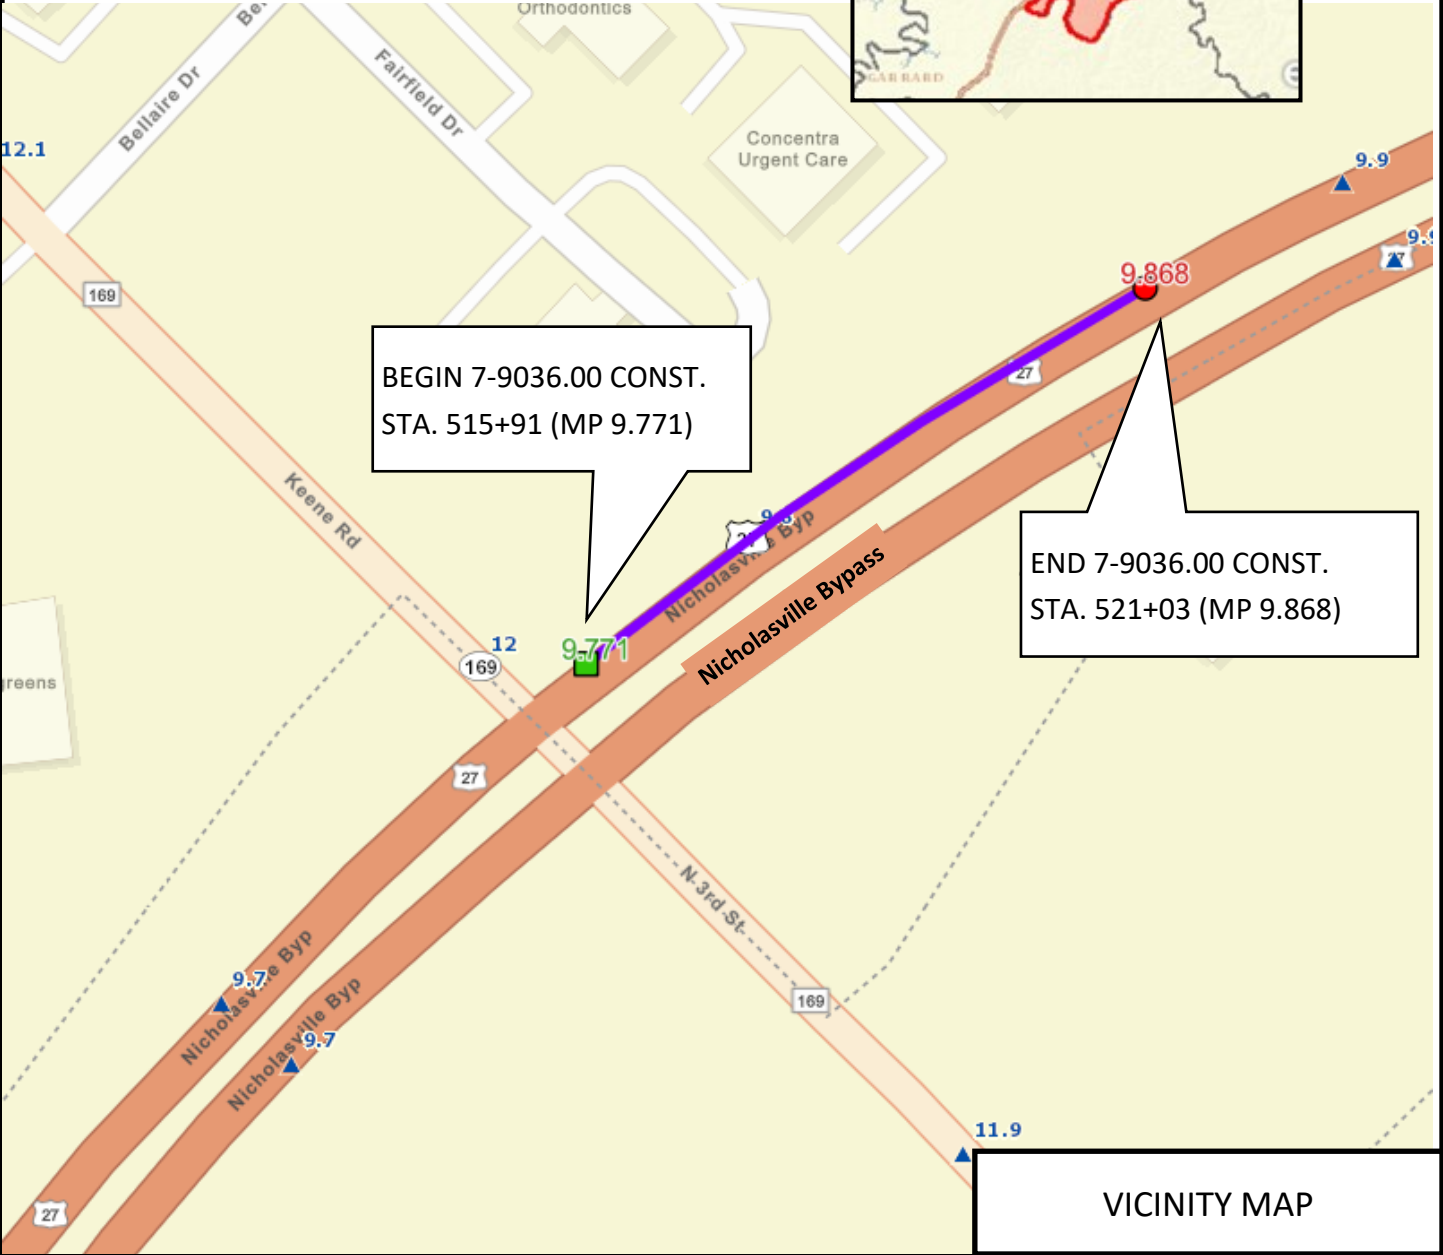 Orthodontics
GARRARD
Bellaire Dr
Fairfield Dr
Concentra
Urgent Care
12.1
9.9
27
169
9.868
27
BEGIN 7-9036.00 CONST.
STA. 515+91 (MP 9.771)
Keene Rd
Nicholasville Byp
Nicholasville Bypass
END 7-9036.00 CONST.
STA. 521+03 (MP 9.868)
12
169
9.771
27
N 3rd St
9.7
Nicholasville Byp
9.7
Nicholasville Byp
169
11.9
27
VICINITY MAP